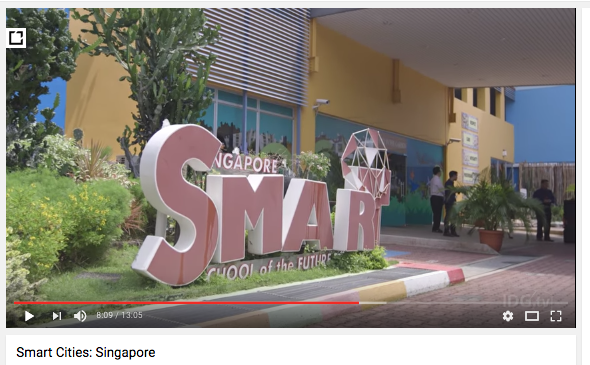 SINGAPORE
SMART
SCHOOL of the FUTURE
IDG.tv
8:09 / 13:05
Smart Cities: Singapore